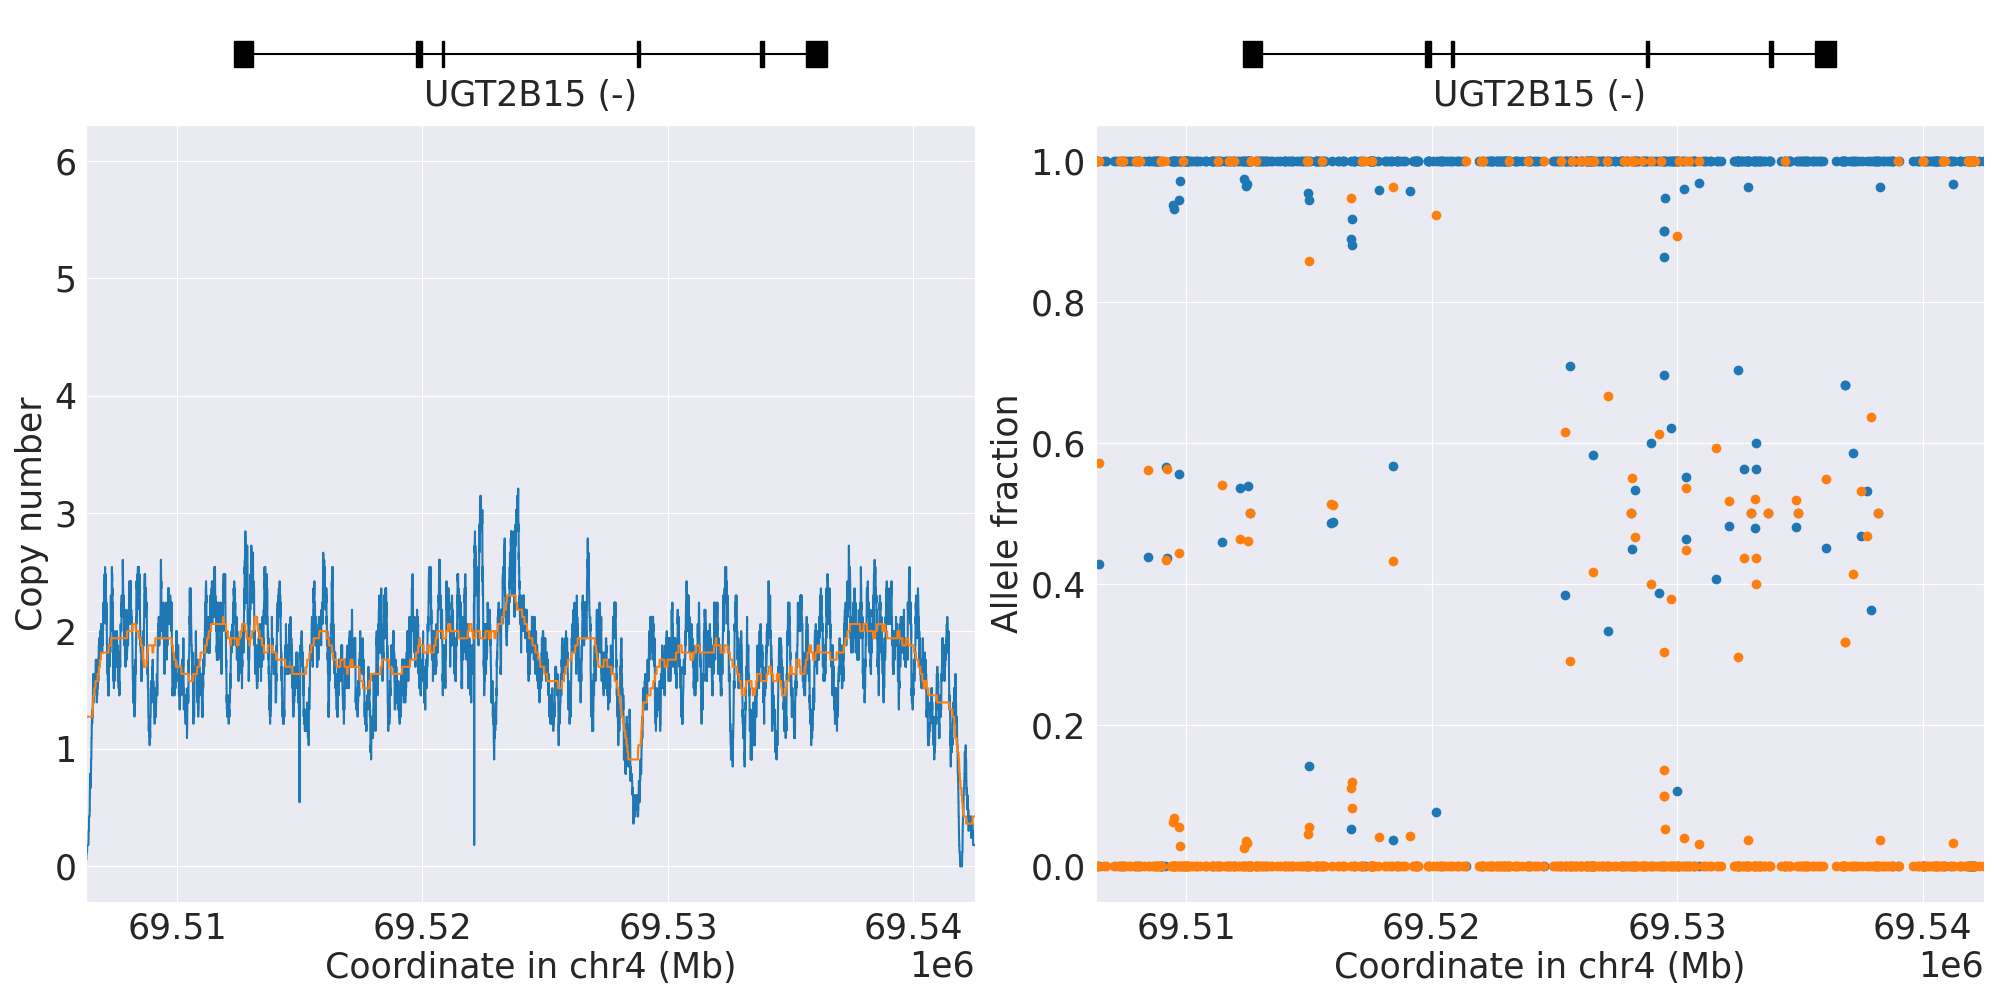 UGT2B15 (-)
Copy number
6
5
4
3
2
1
0
69.51
69.52
69.53
69.54
Coordinate in chr4 (Mb)
1e6
UGT2B15 (-)
Allele fraction
1.0
0.8
0.6
0.4
0.2
0.0
69.51
69.52
69.53
69.54
Coordinate in chr4 (Mb)
1e6